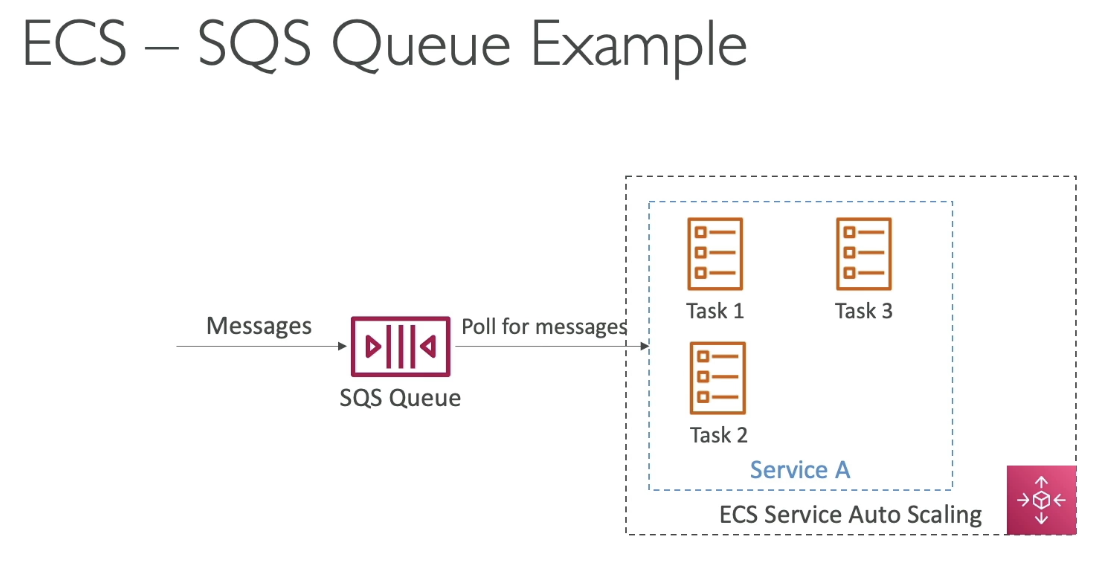 ECS – SQS Queue Example
Messages
SQS Queue
Poll for messages
Task 1
Task 3
Task 2
Service A
ECS Service Auto Scaling